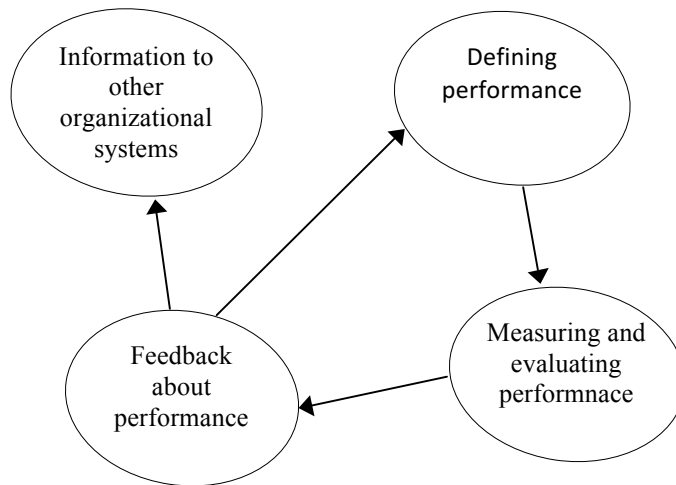 Information to
other
organizational
systems
Defining
performance
Measuring and
evaluating
performnace
Feedback
about
performance